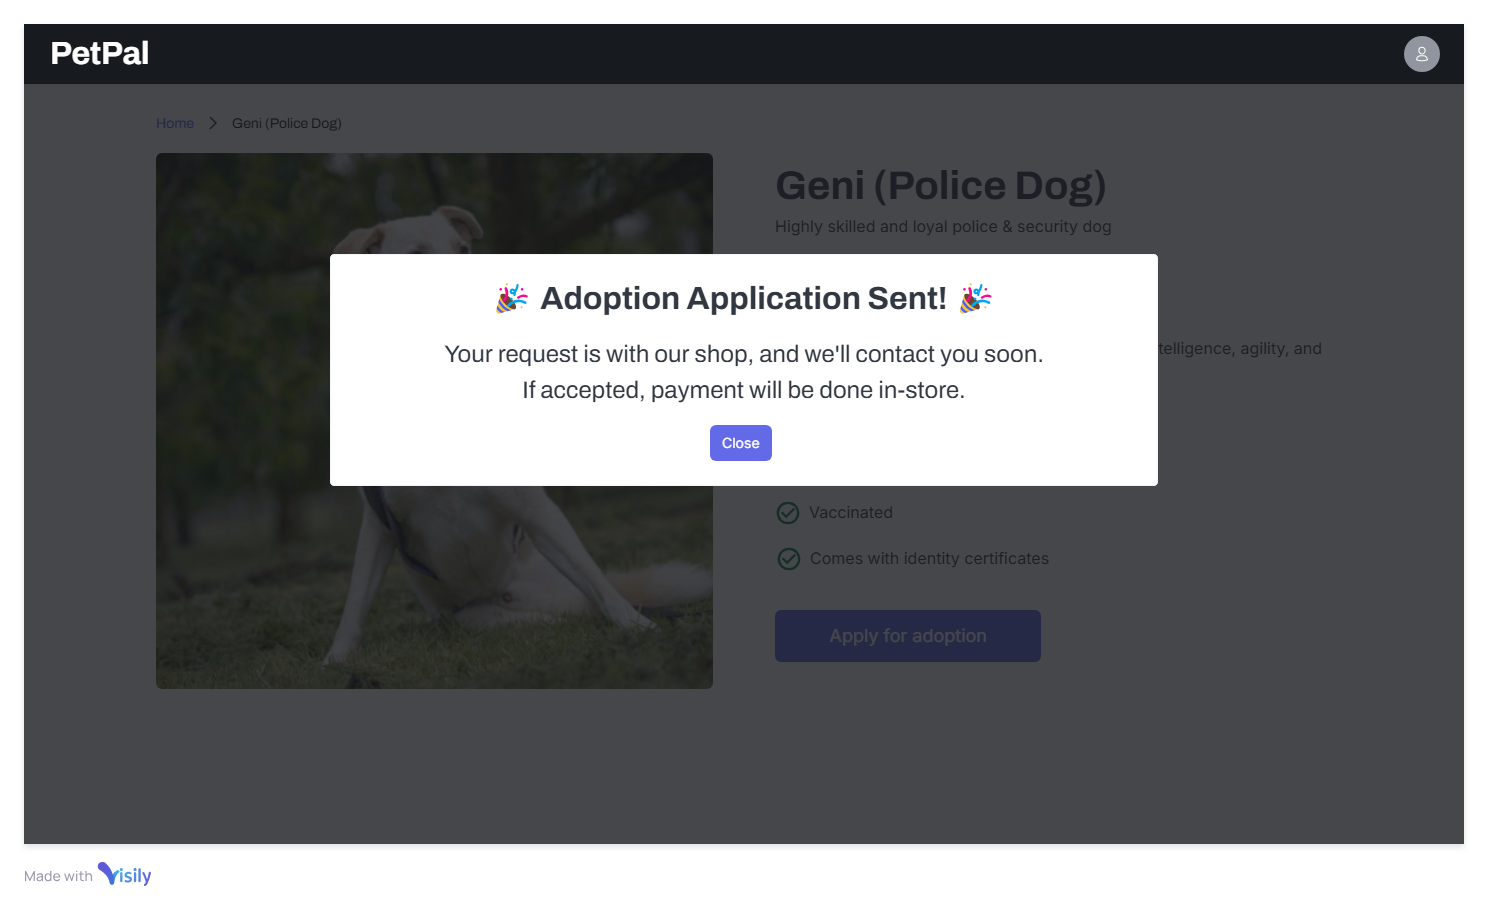 PetPal
Home > Geni (Police Dog)
Geni (Police Dog)
Highly skilled and loyal police & security dog
🎉 Adoption Application Sent! 🎉
Your request is with our shop, and we'll contact you soon.
If accepted, payment will be done in-store.
Close
agility, and
Vaccinated
Comes with identity certificates
Apply for adoption
Made with Visily